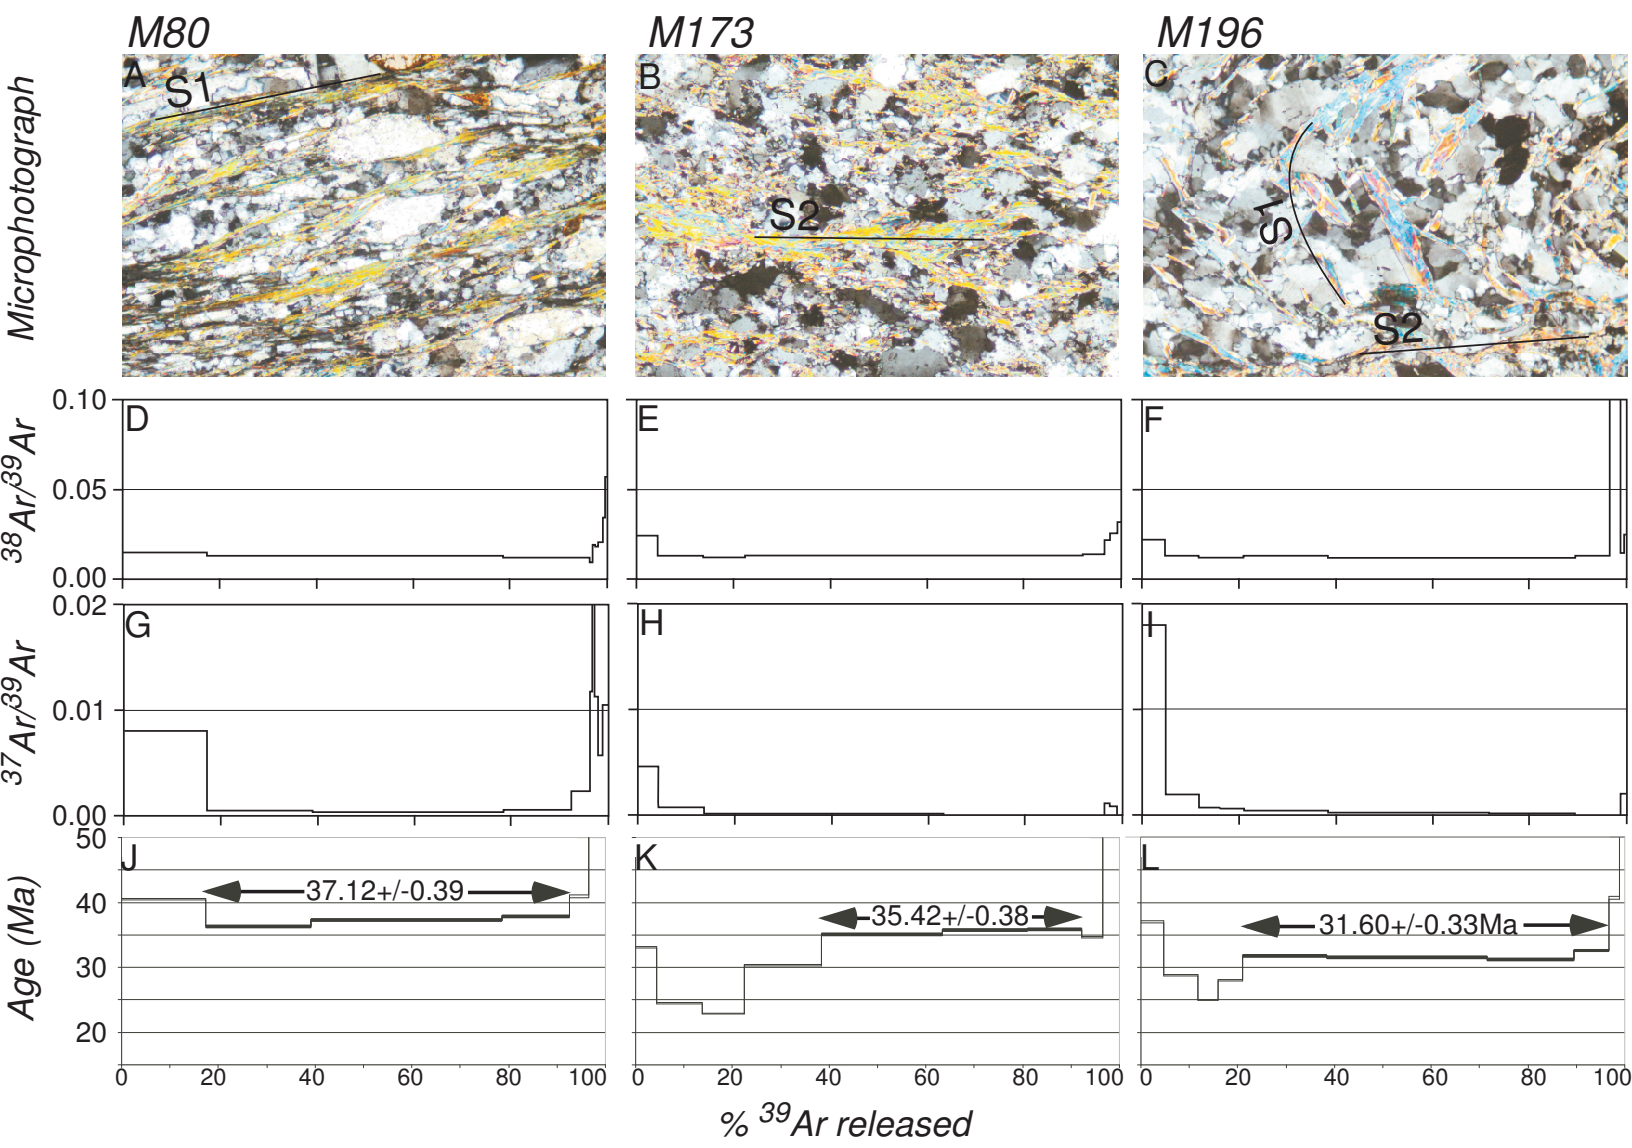 M80 M173 M196
Microphotograph
A S1
B S2
C S1 S2
38Ar/39Ar
0.10 D E F
0.05
0.00
37Ar/39Ar
0.02 G H I
0.01
0.00
Age (Ma)
50 J K L
40 37.12+/-0.39 35.42+/-0.38 31.60+/-0.33Ma
30
20
0 20 40 60 80 100 0 20 40 60 80 100 0 20 40 60 80 100
% 39Ar released